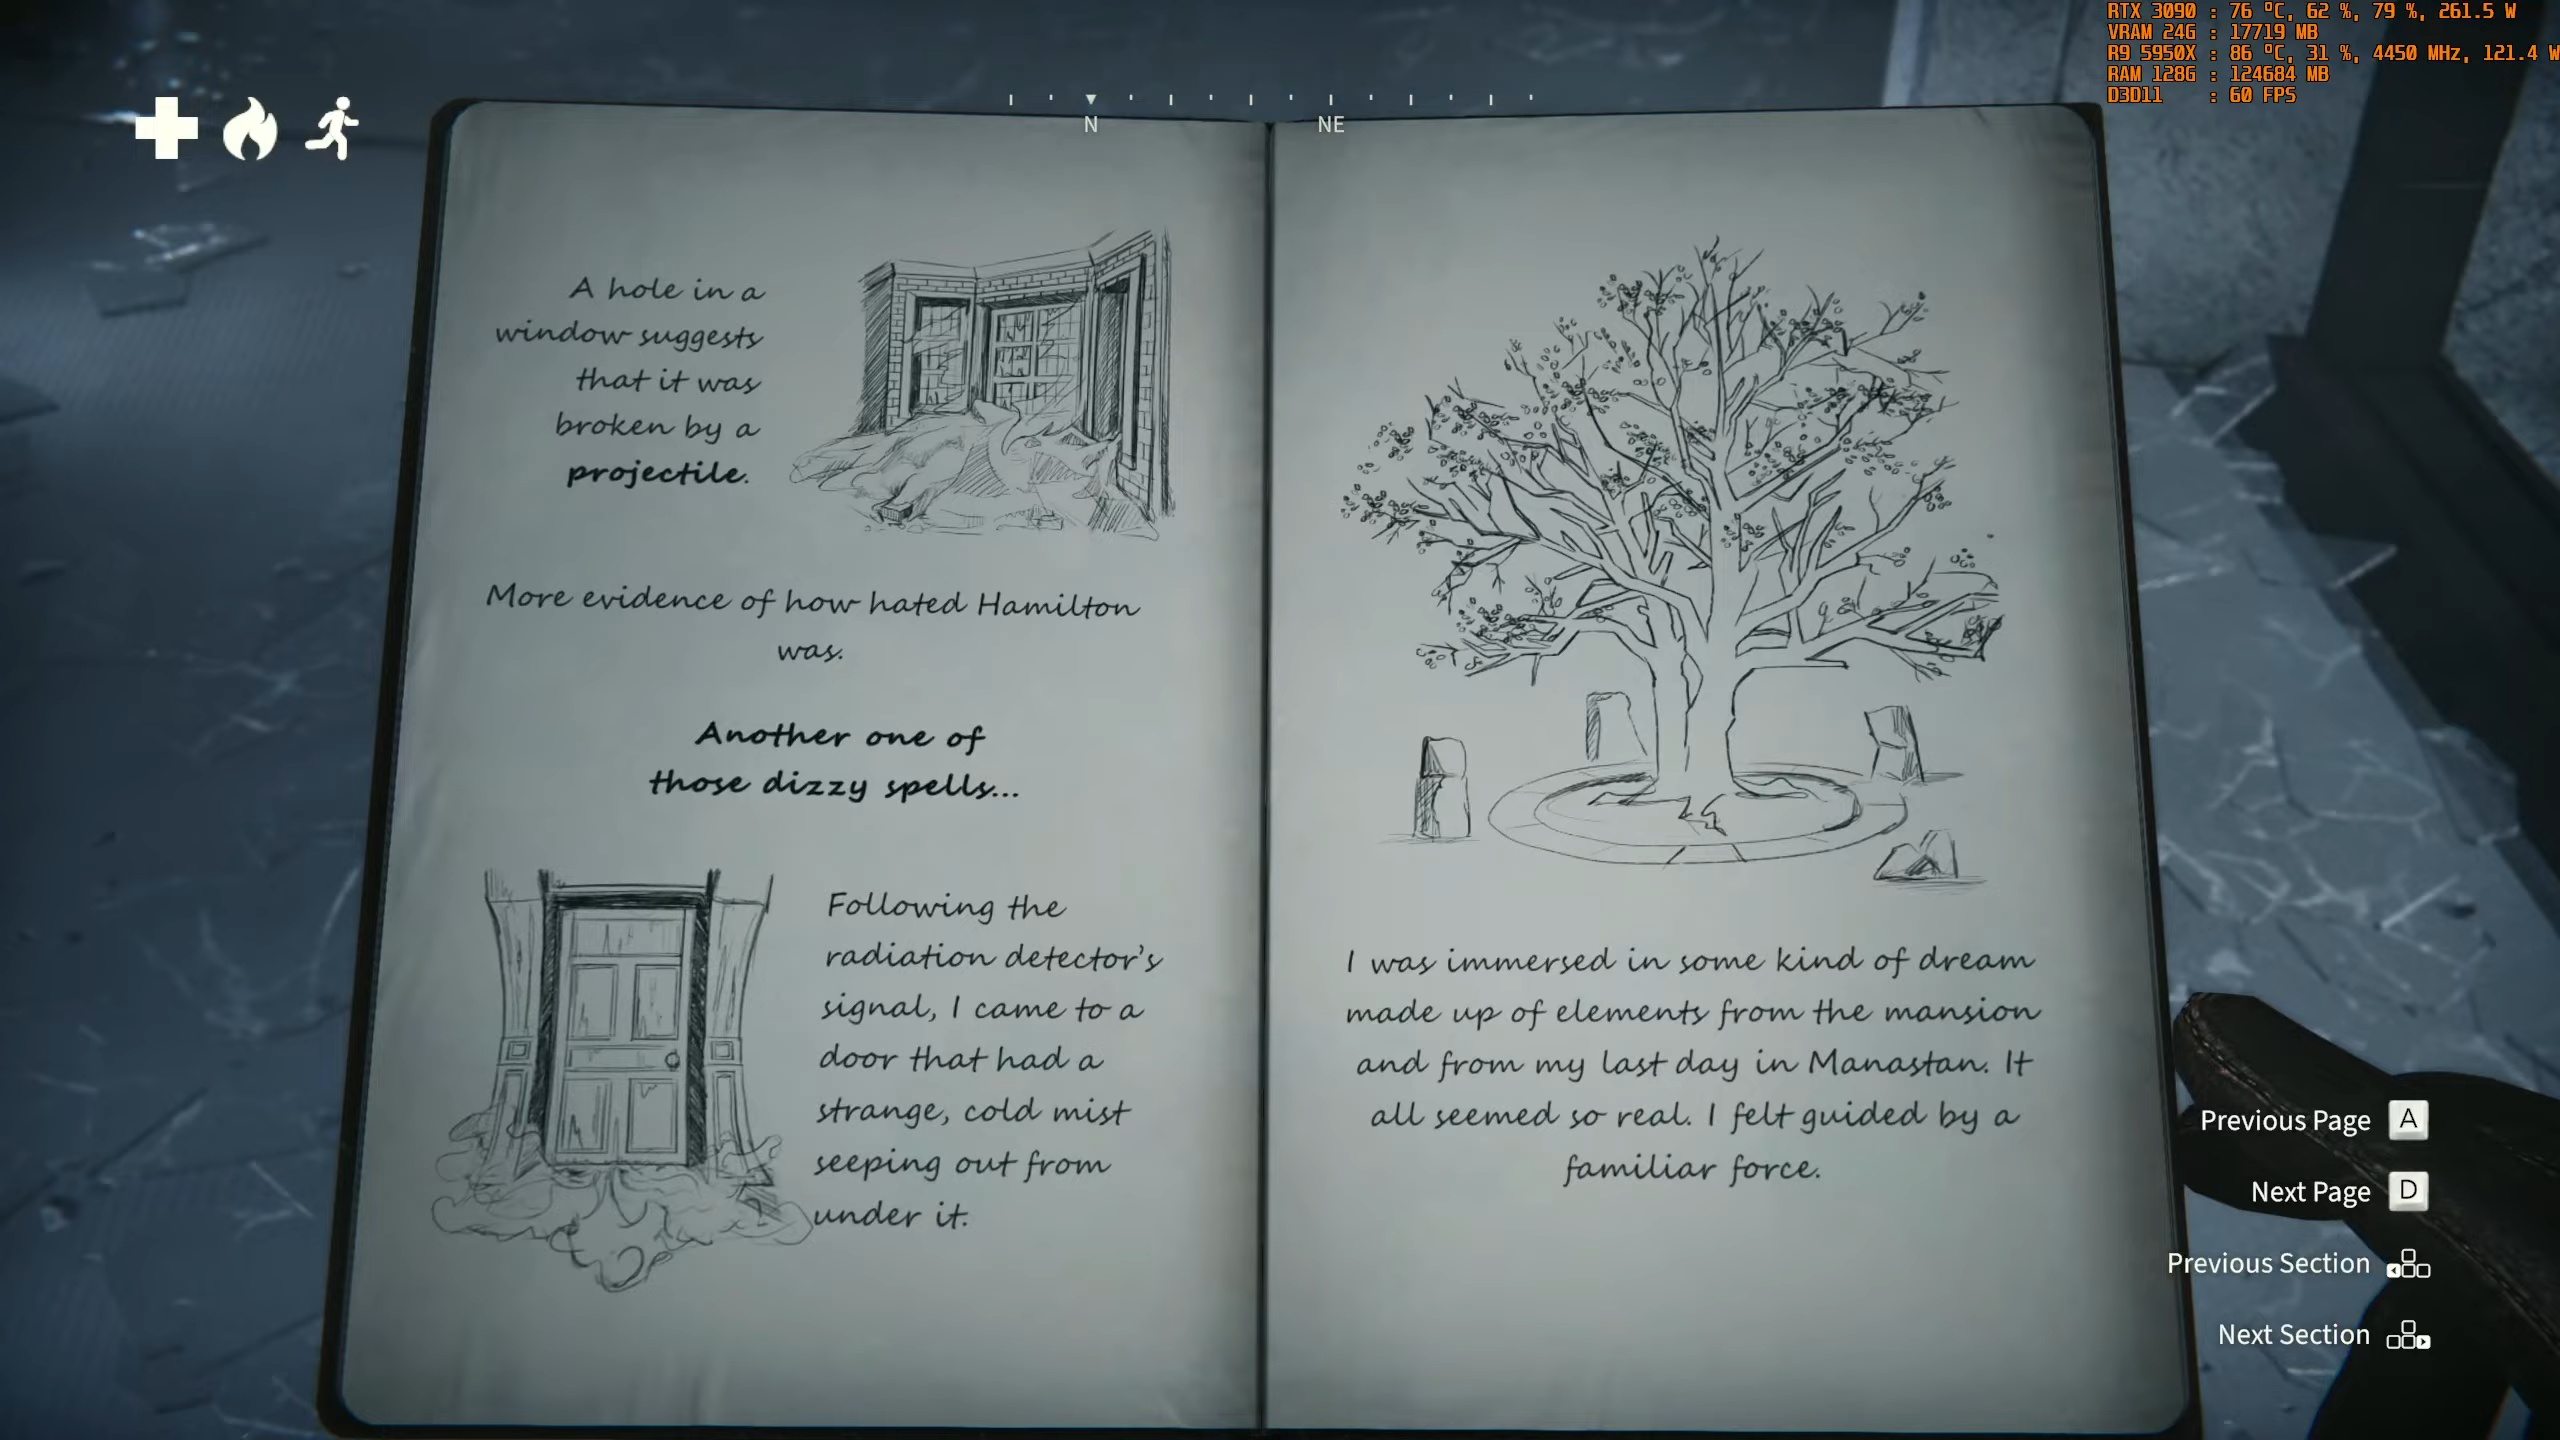 RTX 3090 : 76 ºC, 62 %, 79 %, 261.5 W
VRAM 24G : 17719 MB
R9 5950X : 86 ºC, 31 %, 4450 MHz, 121.4 W
RAM 128G : 124684 MB
D3D11 : 60 FPS
N
NE
A hole in a
window suggests
that it was
broken by a
projectile.
More evidence of how hated Hamilton
was.
Another one of
those dizzy spells...
Following the
radiation detector's
signal, I came to a
door that had a
strange, cold mist
seeping out from
under it.
I was immersed in some kind of dream
made up of elements from the mansion
and from my last day in Manastan. It
all seemed so real. I felt guided by a
familiar force.
Previous Page A
Next Page D
Previous Section
Next Section